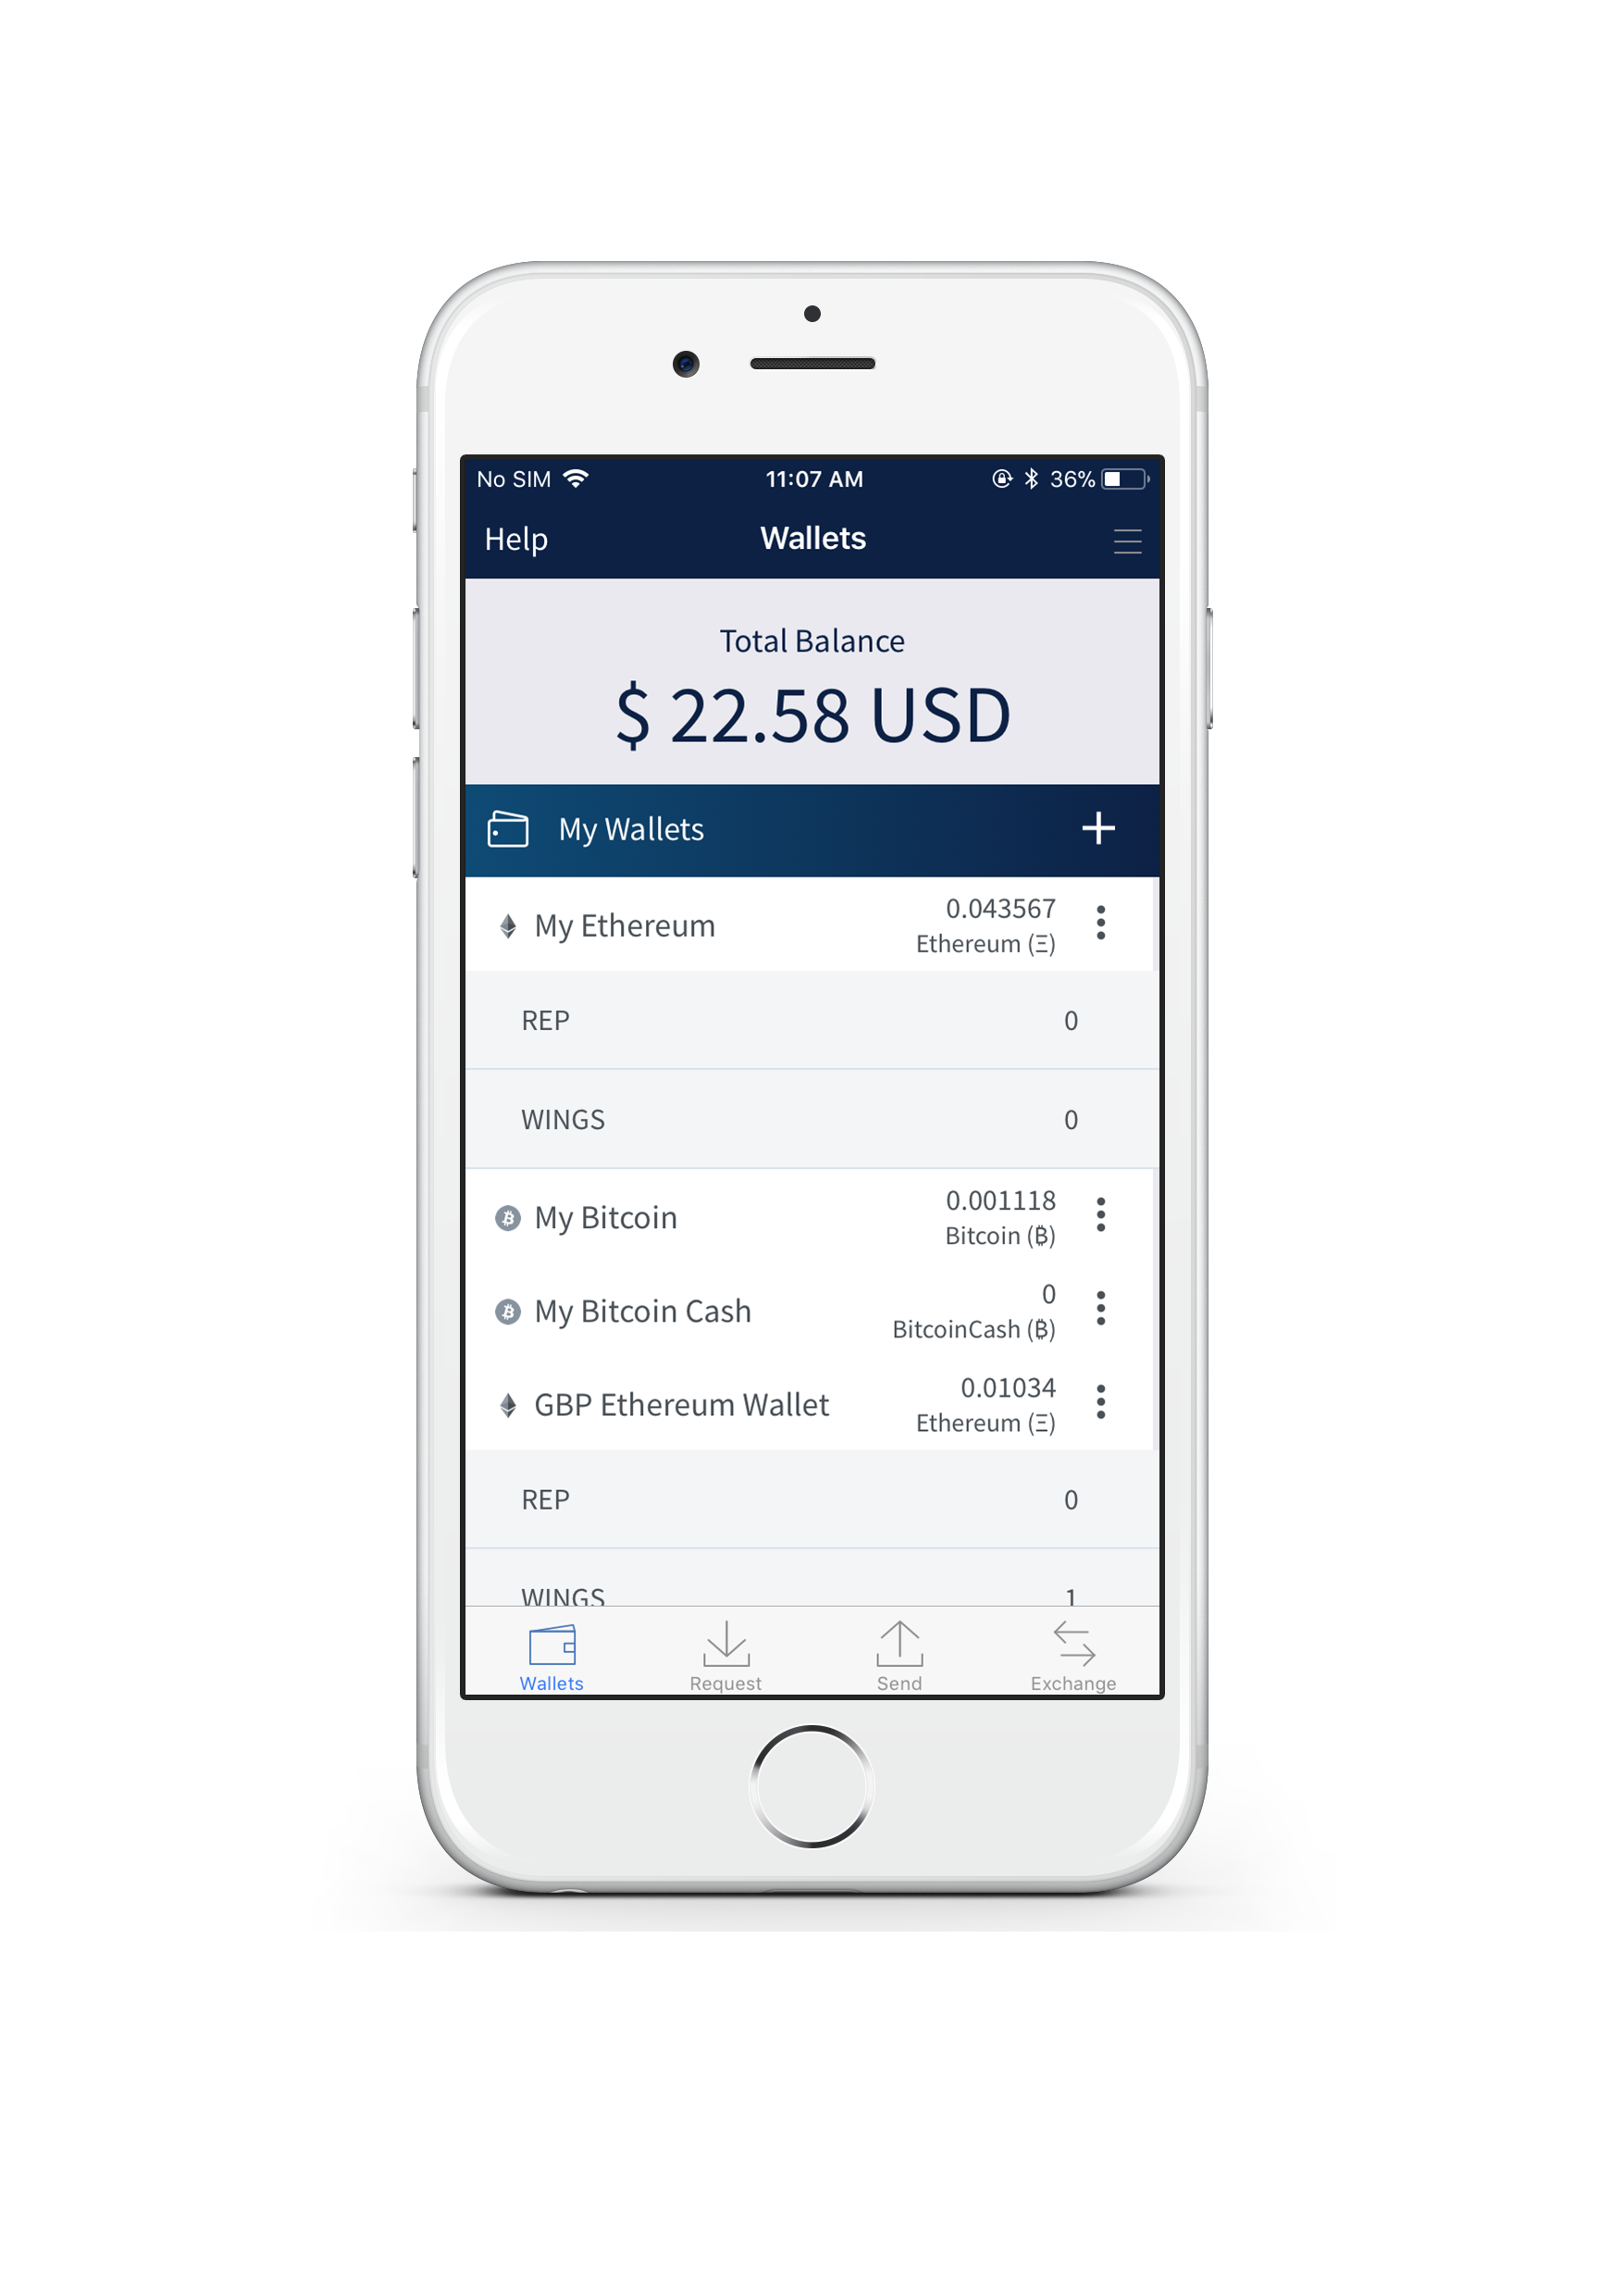 No SIM 11:07 AM 36%
Help Wallets
Total Balance
$ 22.58 USD
My Wallets +
My Ethereum 0.043567
Ethereum (Ξ)
REP 0
WINGS 0
My Bitcoin 0.001118
Bitcoin (₿)
My Bitcoin Cash 0
BitcoinCash (₿)
GBP Ethereum Wallet 0.01034
Ethereum (Ξ)
REP 0
WINGS 1
Wallets Request Send Exchange